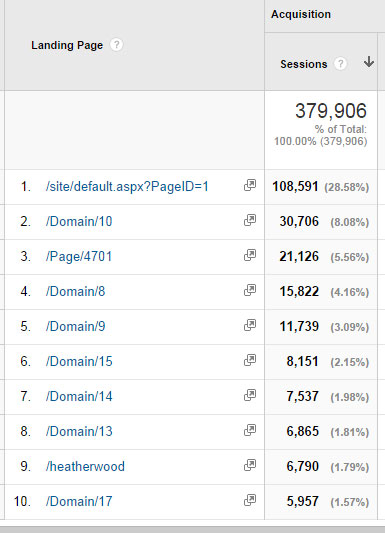 Acquisition
Landing Page ?
Sessions ?
379,906
% of Total:
100.00% (379,906)
1. /site/default.aspx?PageID=1 108,591 (28.58%)
2. /Domain/10 30,706 (8.08%)
3. /Page/4701 21,126 (5.56%)
4. /Domain/8 15,822 (4.16%)
5. /Domain/9 11,739 (3.09%)
6. /Domain/15 8,151 (2.15%)
7. /Domain/14 7,537 (1.98%)
8. /Domain/13 6,865 (1.81%)
9. /heatherwood 6,790 (1.79%)
10. /Domain/17 5,957 (1.57%)